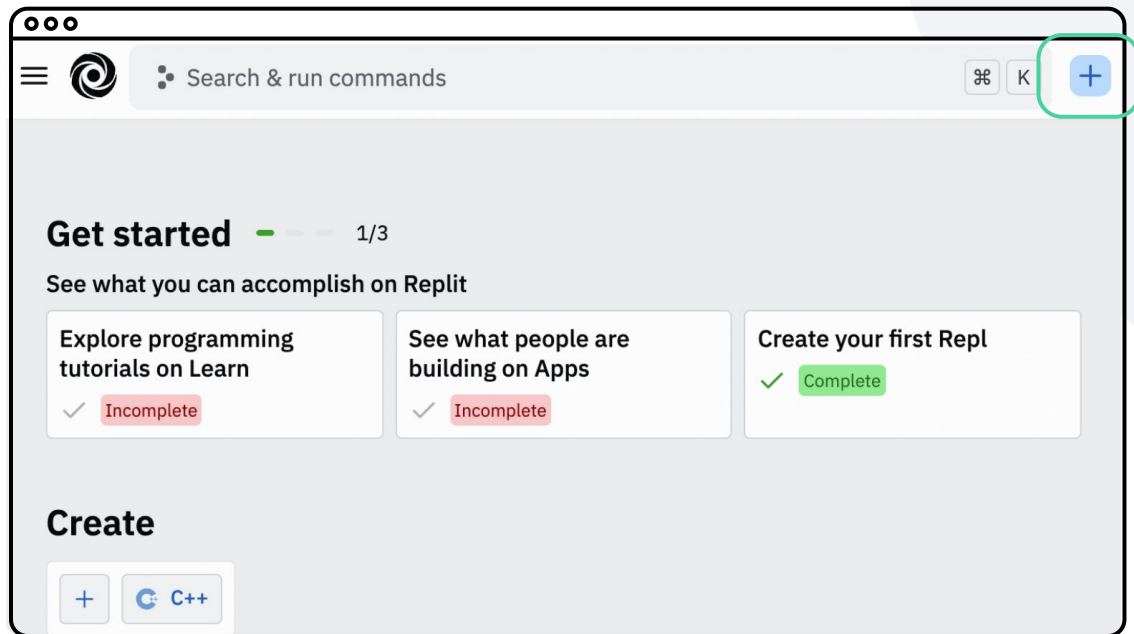 Search & run commands
⌘ K +
Get started 1/3
See what you can accomplish on Replit
Explore programming
tutorials on Learn
Incomplete
See what people are
building on Apps
Incomplete
Create your first Repl
Complete
Create
+ C++